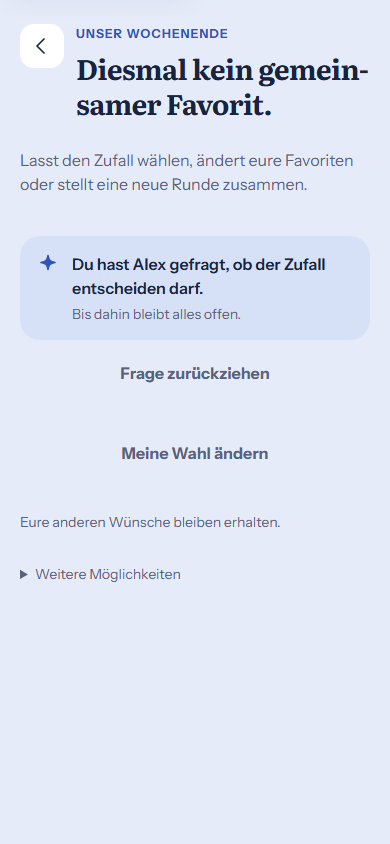 UNSER WOCHENENDE
Diesmal kein gemein-
samer Favorit.
Lasst den Zufall wählen, ändert eure Favoriten
oder stellt eine neue Runde zusammen.
Du hast Alex gefragt, ob der Zufall
entscheiden darf.
Bis dahin bleibt alles offen.
Frage zurückziehen
Meine Wahl ändern
Eure anderen Wünsche bleiben erhalten.
Weitere Möglichkeiten